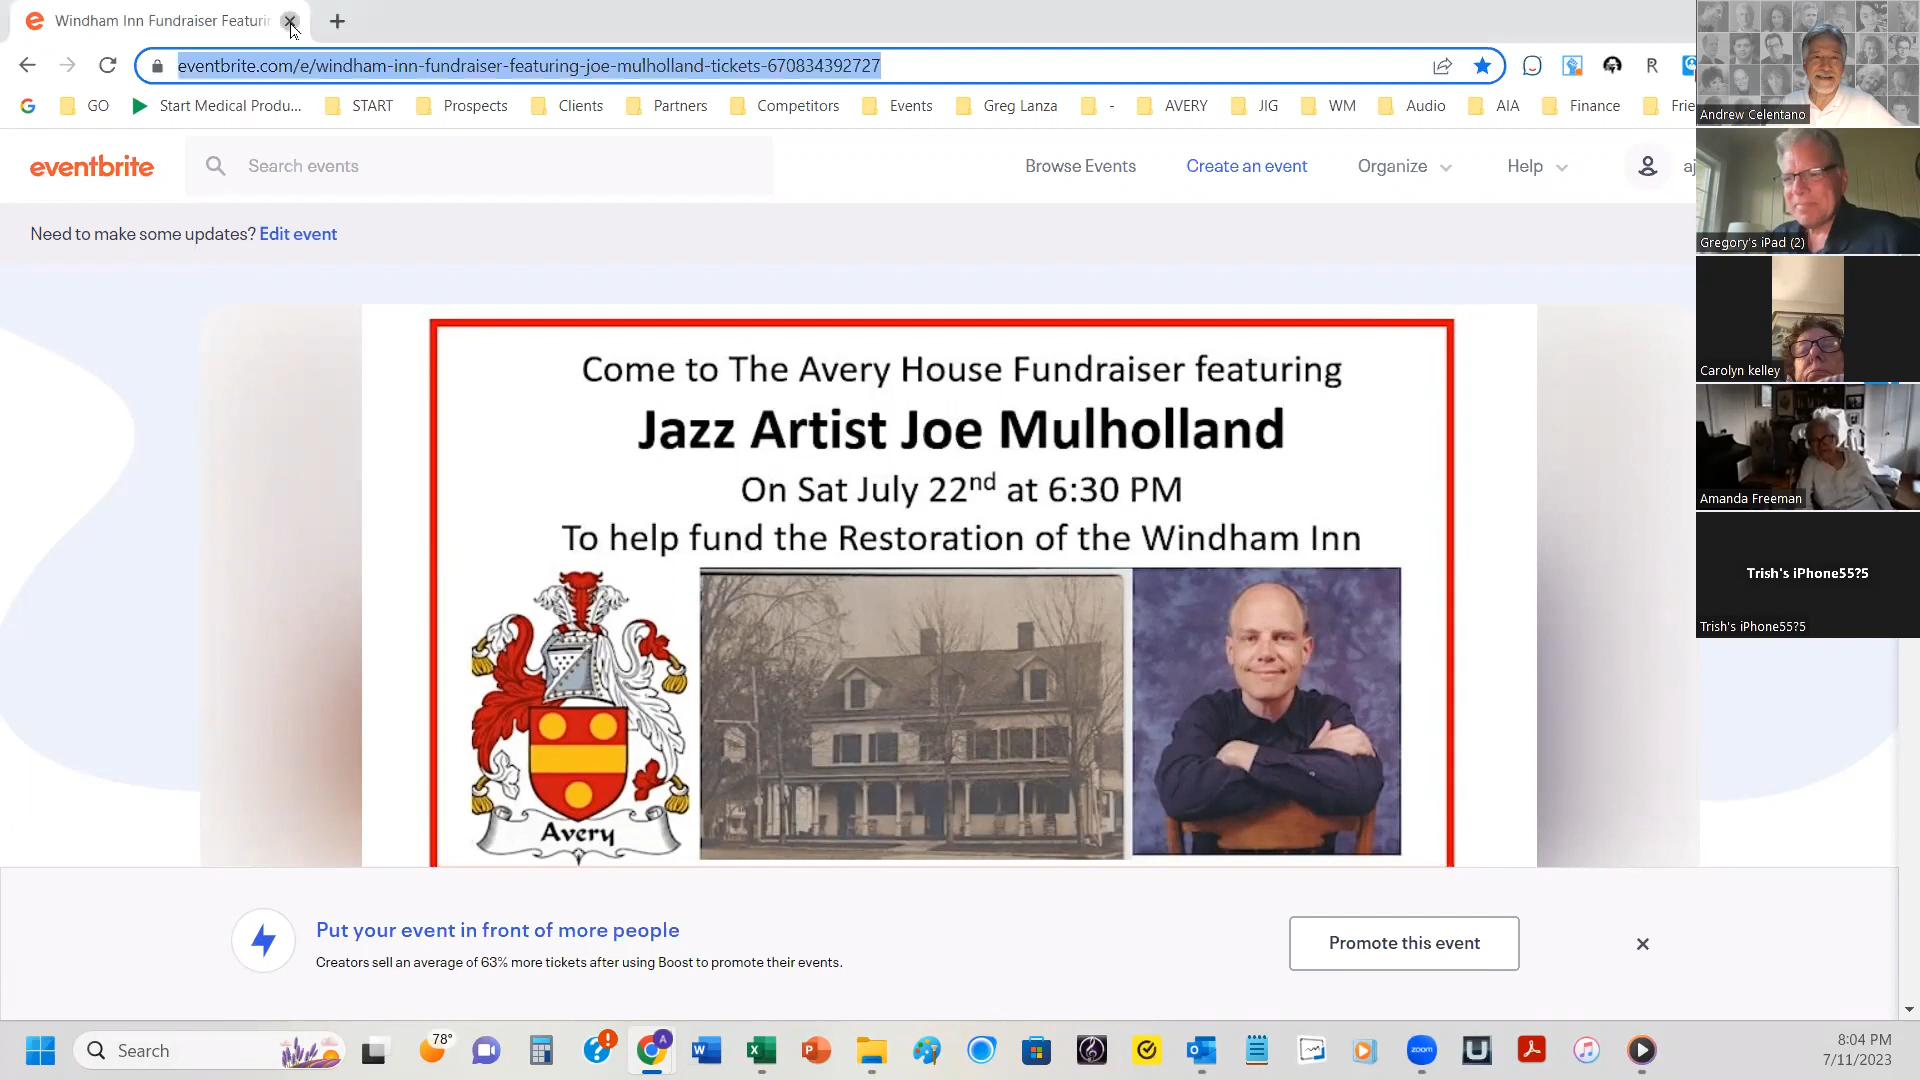 Windham Inn Fundraiser Featurin
eventbrite.com/e/windham-inn-fundraiser-featuring-joe-mulholland-tickets-670834392727
GO
Start Medical Produ...
START
Prospects
Clients
Partners
Competitors
Events
Greg Lanza
-
AVERY
JIG
WM
Audio
AIA
Finance
Frie
eventbrite
Search events
Browse Events
Create an event
Organize
Help
aj
Need to make some updates? Edit event
Come to The Avery House Fundraiser featuring
Jazz Artist Joe Mulholland
On Sat July 22nd at 6:30 PM
To help fund the Restoration of the Windham Inn
Avery
Put your event in front of more people
Creators sell an average of 63% more tickets after using Boost to promote their events.
Promote this event
Andrew Celentano
Gregory's iPad (2)
Carolyn kelley
Amanda Freeman
Trish's iPhone55?5
Trish's iPhone55?5
Search
78°
A
zoom
8:04 PM
7/11/2023